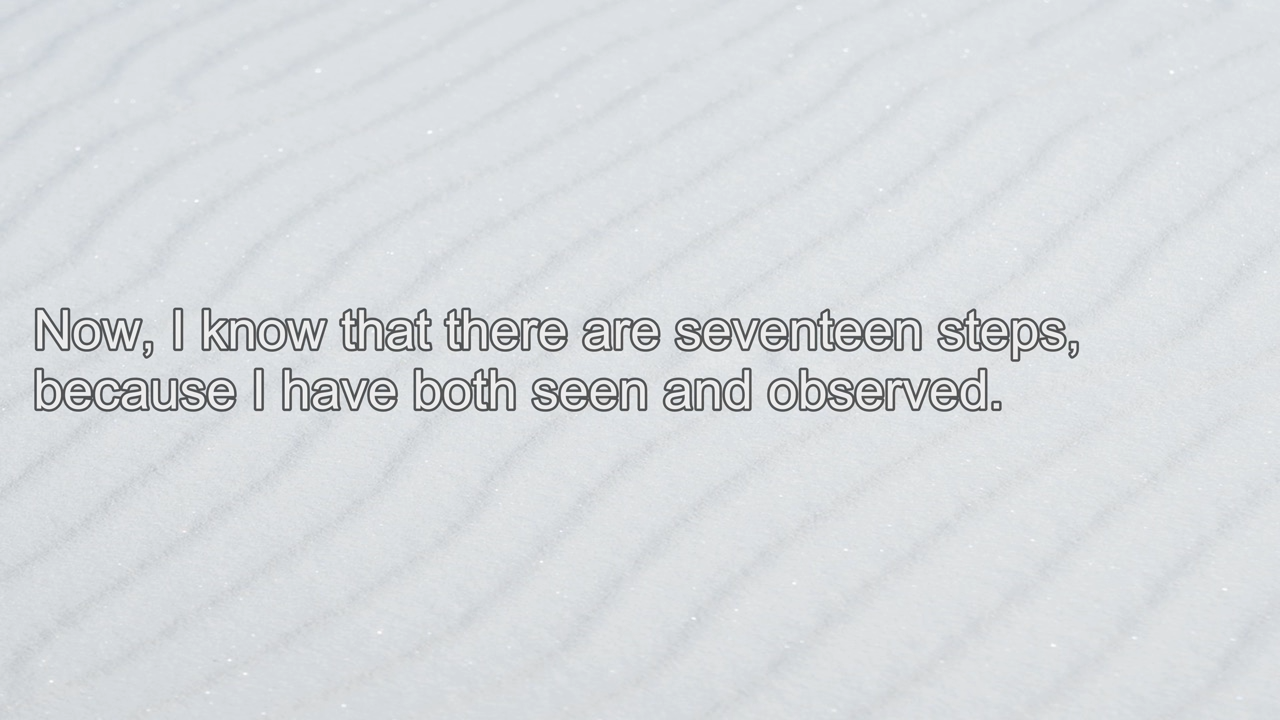 Now, I know that there are seventeen steps,
because I have both seen and observed.